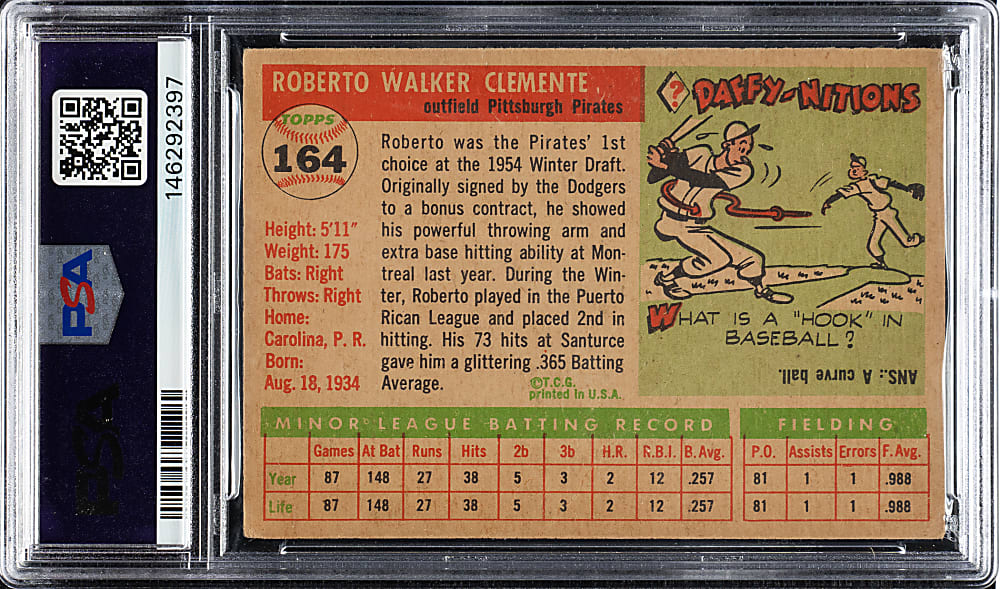 146292397
PSA
PSA
ROBERTO WALKER CLEMENTE
outfield Pittsburgh Pirates
TOPPS
164
Height: 5'11"
Weight: 175
Bats: Right
Throws: Right
Home:
Carolina, P. R.
Born:
Aug. 18, 1934
Roberto was the Pirates' 1st
choice at the 1954 Winter Draft.
Originally signed by the Dodgers
to a bonus contract, he showed
his powerful throwing arm and
extra base hitting ability at Mon-
treal last year. During the Win-
ter, Roberto played in the Puerto
Rican League and placed 2nd in
hitting. His 73 hits at Santurce
gave him a glittering .365 Batting
Average.
©T.C.G.
printed in U.S.A.
? DAFFY-NITIONS
WHAT IS A "HOOK" IN
BASEBALL?
ANS.: A curve ball.
MINOR LEAGUE BATTING RECORD
Games At Bat Runs Hits 2b 3b H.R. R.B.I. B. Avg.
Year 87 148 27 38 5 3 2 12 .257
Life 87 148 27 38 5 3 2 12 .257
FIELDING
P.O. Assists Errors F. Avg.
81 1 1 .988
81 1 1 .988